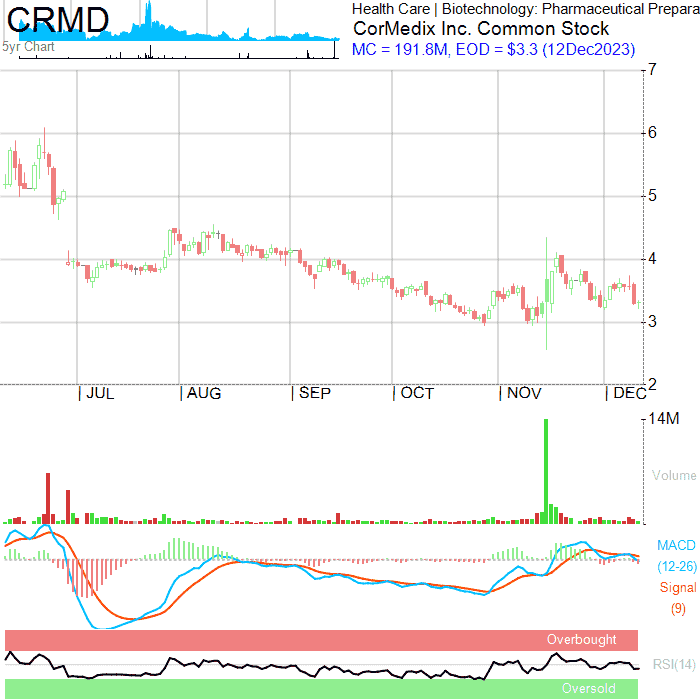 CRMD
5yr Chart
Health Care | Biotechnology: Pharmaceutical Prepara
CorMedix Inc. Common Stock
MC = 191.8M, EOD = $3.3 (12Dec2023)
7
6
5
4
3
2
JUL AUG SEP OCT NOV DEC
14M
Volume
MACD
(12-26)
Signal
(9)
Overbought
RSI(14)
Oversold